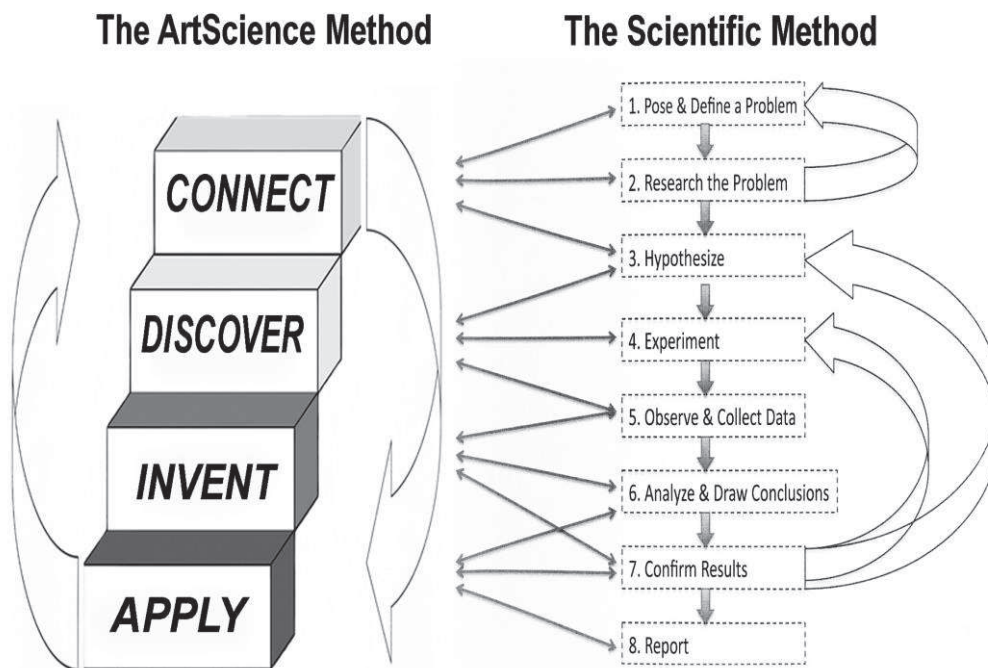 The ArtScience Method
The Scientific Method
CONNECT
DISCOVER
INVENT
APPLY
1. Pose & Define a Problem
2. Research the Problem
3. Hypothesize
4. Experiment
5. Observe & Collect Data
6. Analyze & Draw Conclusions
7. Confirm Results
8. Report